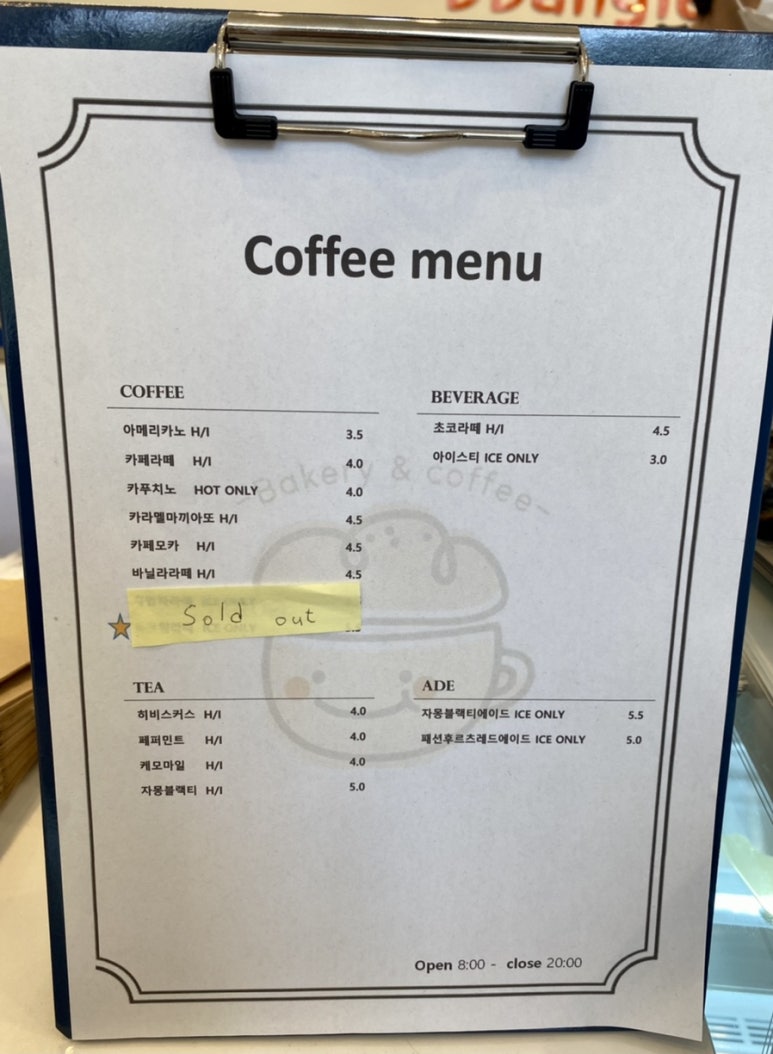 Coffee menu
COFFEE
아메리카노 H/I 3.5
카페라떼 H/I 4.0
카푸치노 HOT ONLY 4.0
카라멜마끼아또 H/I 4.5
카페모카 H/I 4.5
바닐라라떼 H/I 4.5
Sold out
BEVERAGE
초코라떼 H/I 4.5
아이스티 ICE ONLY 3.0
~Bakery & coffee~
TEA
히비스커스 H/I 4.0
페퍼민트 H/I 4.0
케모마일 H/I 4.0
자몽블랙티 H/I 5.0
ADE
자몽블랙티에이드 ICE ONLY 5.5
패션후르츠레드에이드 ICE ONLY 5.0
Open 8:00 - close 20:00